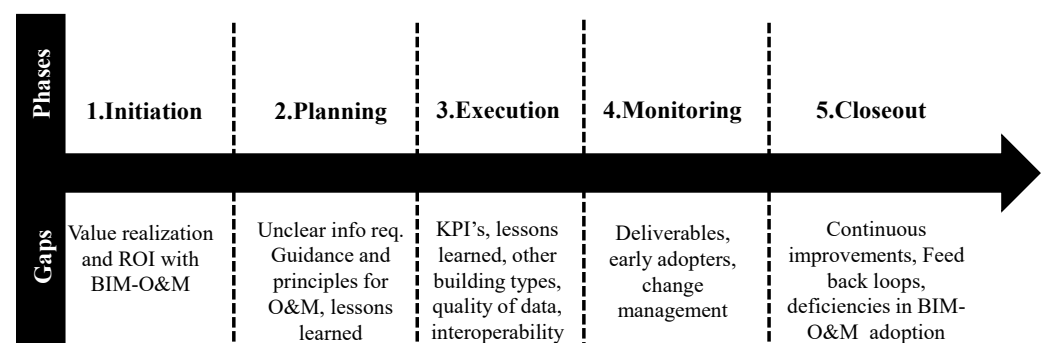 Phases
1.Initiation
2.Planning
3.Execution
4.Monitoring
5.Closeout
Gaps
Value realization
and ROI with
BIM-O&M
Unclear info req.
Guidance and
principles for
O&M, lessons
learned
KPI's, lessons
learned, other
building types,
quality of data,
interoperability
Deliverables,
early adopters,
change
management
Continuous
improvements, Feed
back loops,
deficiencies in BIM-
O&M adoption